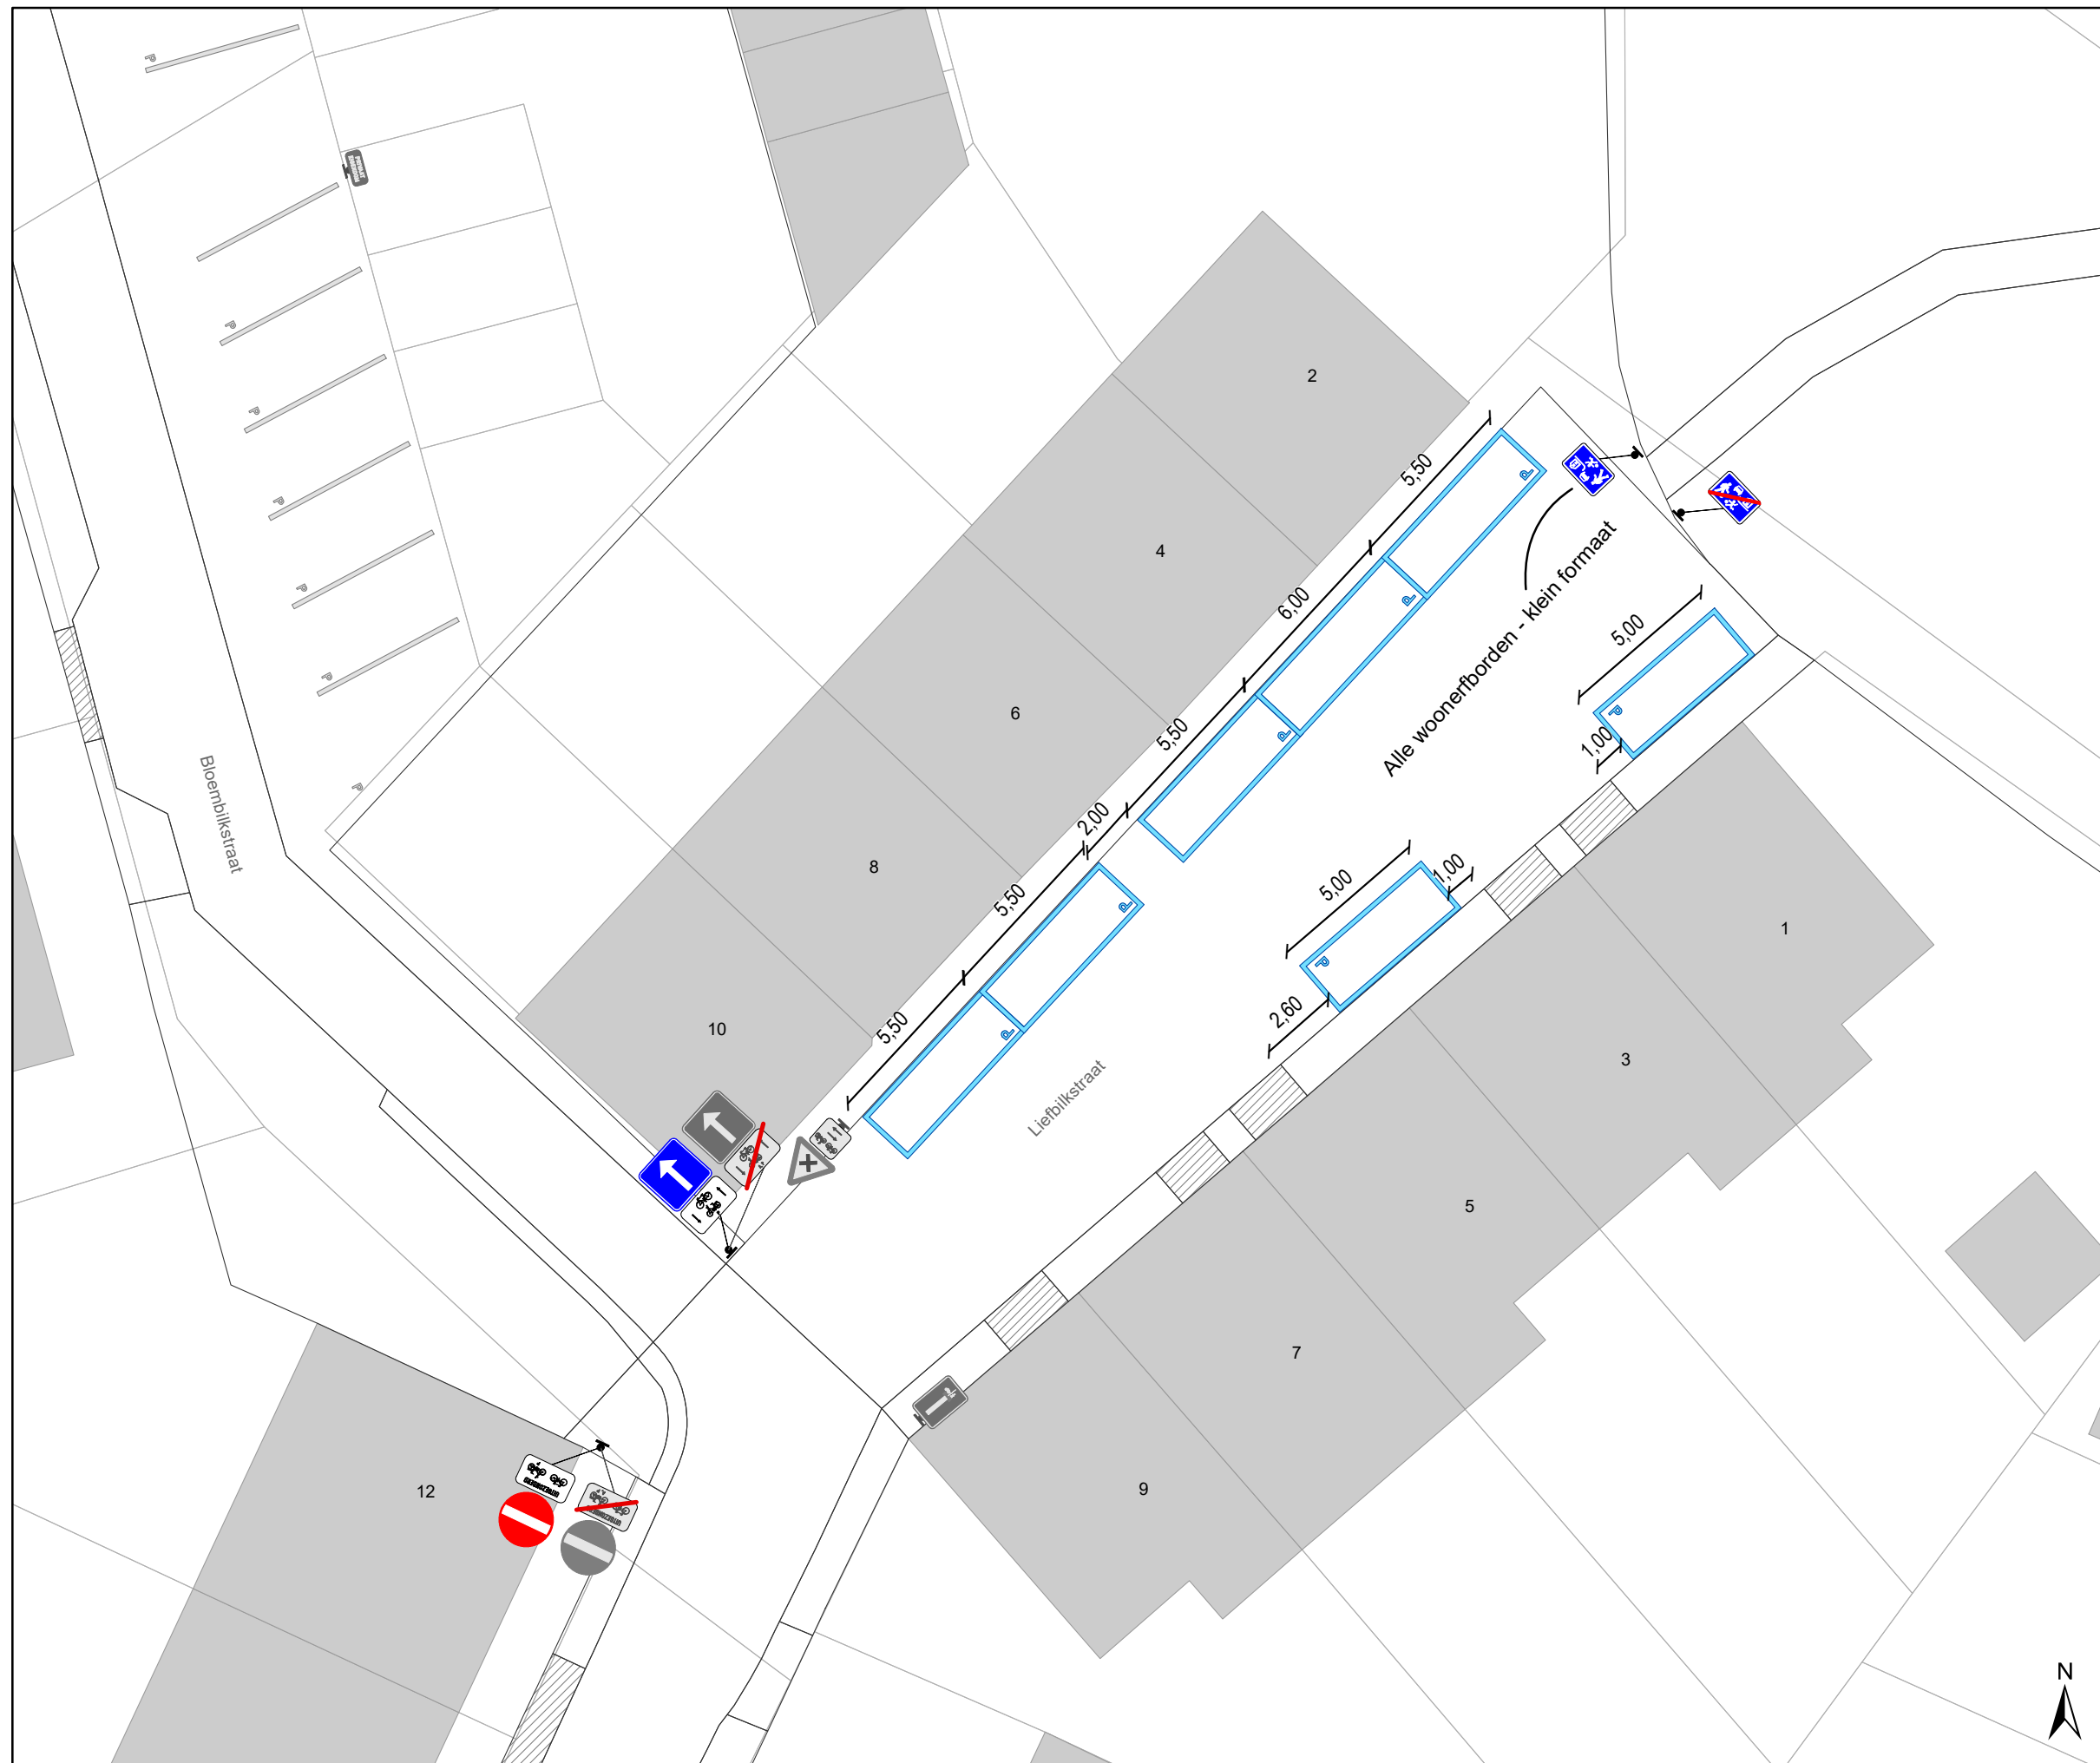 P
P
P
P
P
P
P
P
Bloembilkstraat
2
4
6
8
10
5,50
6,00
5,50
2,00
5,50
5,50
P
P
P
P
P
Alle woonerfborden - klein formaat
5,00
1,00
P
5,00
1,00
2,60
P
Liefbilkstraat
1
3
5
7
9
12
UITGEZONDERD
N